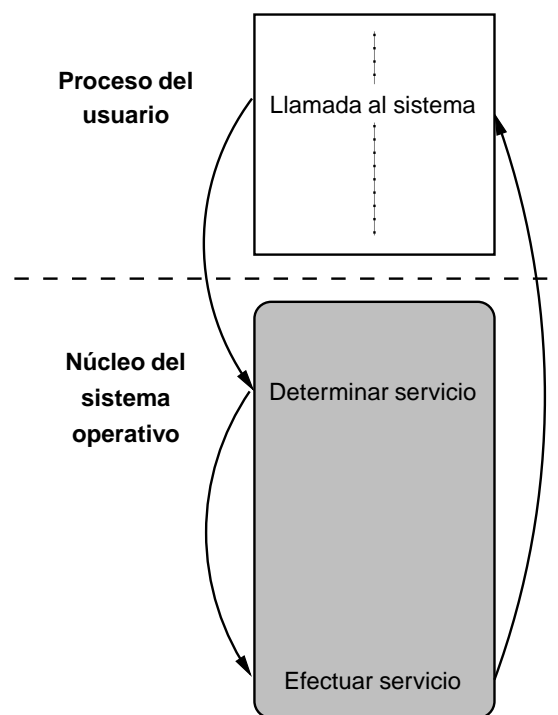 Proceso del
usuario
Llamada al sistema
Núcleo del
sistema
operativo
Determinar servicio
Efectuar servicio